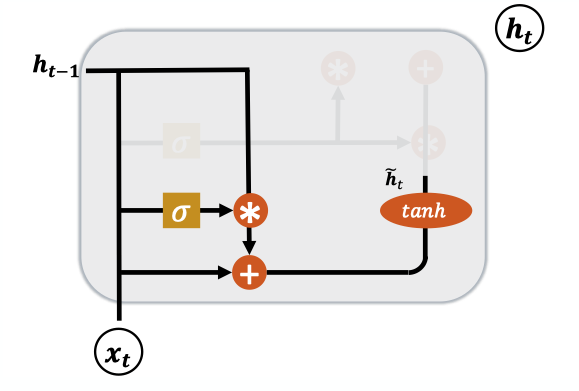 h_t
h_{t-1}
* +
σ *
h̃_t
σ * tanh
+
x_t